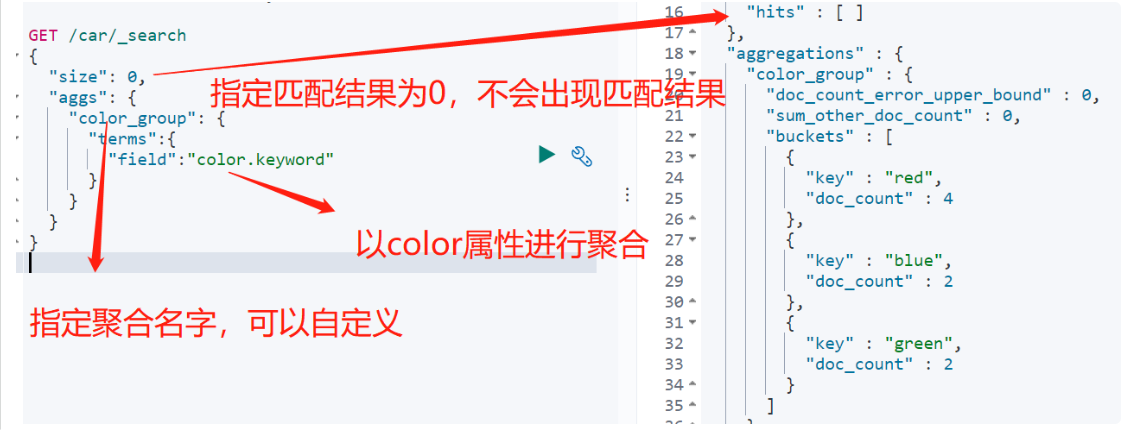 GET /car/_search
{
"size": 0,
"aggs": {
"color_group": {
"terms":{
"field":"color.keyword"
}
}
}
}
指定匹配结果为0，不会出现匹配结果
以color属性进行聚合
指定聚合名字，可以自定义
16 "hits" : [ ]
17 },
18 "aggregations" : {
19 "color_group" : {
20 "doc_count_error_upper_bound" : 0,
21 "sum_other_doc_count" : 0,
22 "buckets" : [
23 {
24 "key" : "red",
25 "doc_count" : 4
26 },
27 {
28 "key" : "blue",
29 "doc_count" : 2
30 },
31 {
32 "key" : "green",
33 "doc_count" : 2
34 }
35 ]